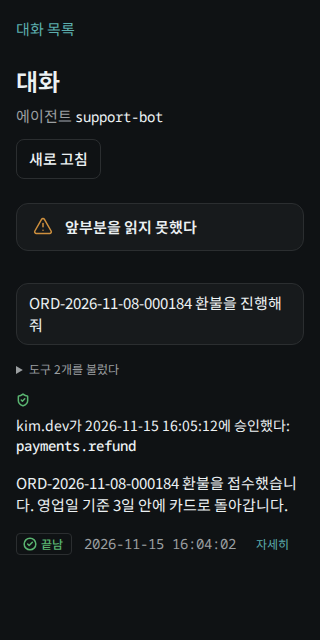 대화 목록
대화
에이전트 support-bot
새로 고침
앞부분을 읽지 못했다
ORD-2026-11-08-000184 환불을 진행해
줘
도구 2개를 불렀다
kim.dev가 2026-11-15 16:05:12에 승인했다:
payments.refund
ORD-2026-11-08-000184 환불을 접수했습니
다. 영업일 기준 3일 안에 카드로 돌아갑니다.
끝남 2026-11-15 16:04:02 자세히